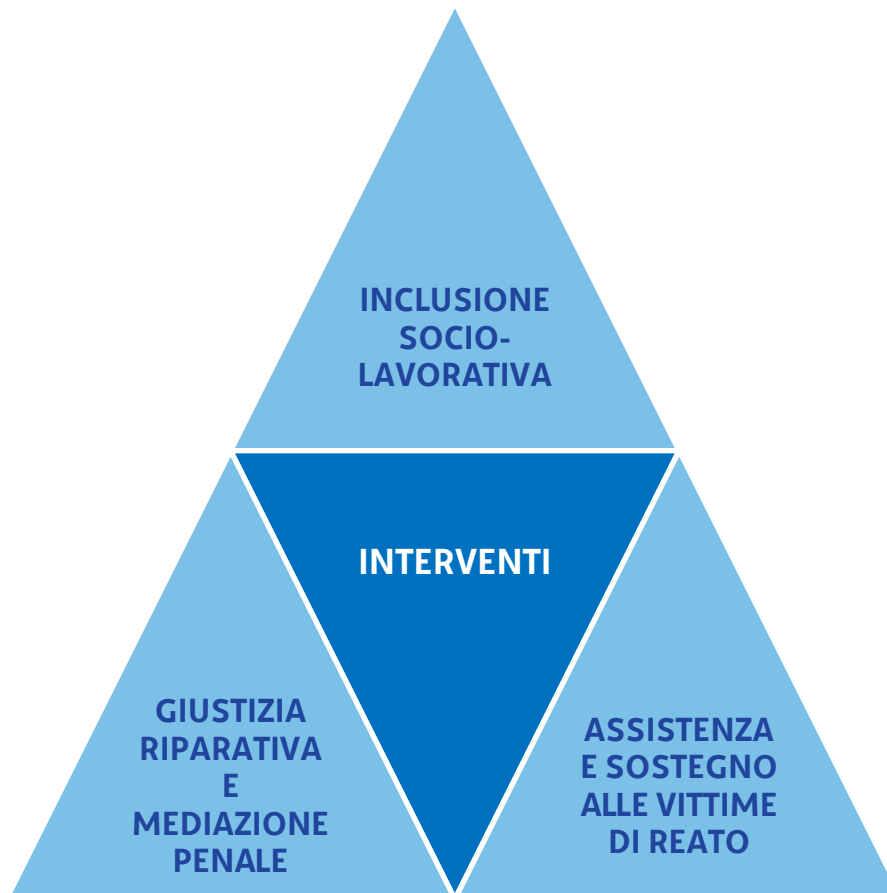 INCLUSIONE
SOCIO-
LAVORATIVA
INTERVENTI
GIUSTIZIA
RIPARATIVA
E
MEDIAZIONE
PENALE
ASSISTENZA
E SOSTEGNO
ALLE VITTIME
DI REATO